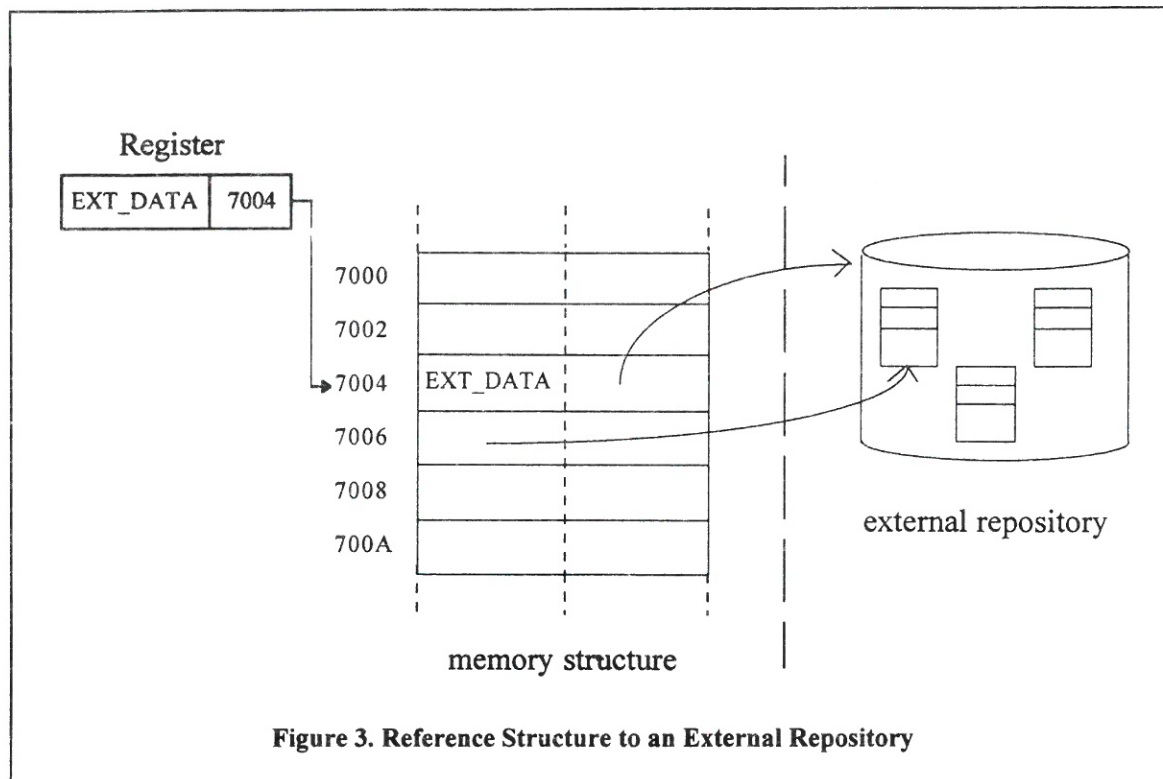 Register
EXT_DATA 7004
7000
7002
7004 EXT_DATA
7006
7008
700A
external repository
memory structure
Figure 3. Reference Structure to an External Repository